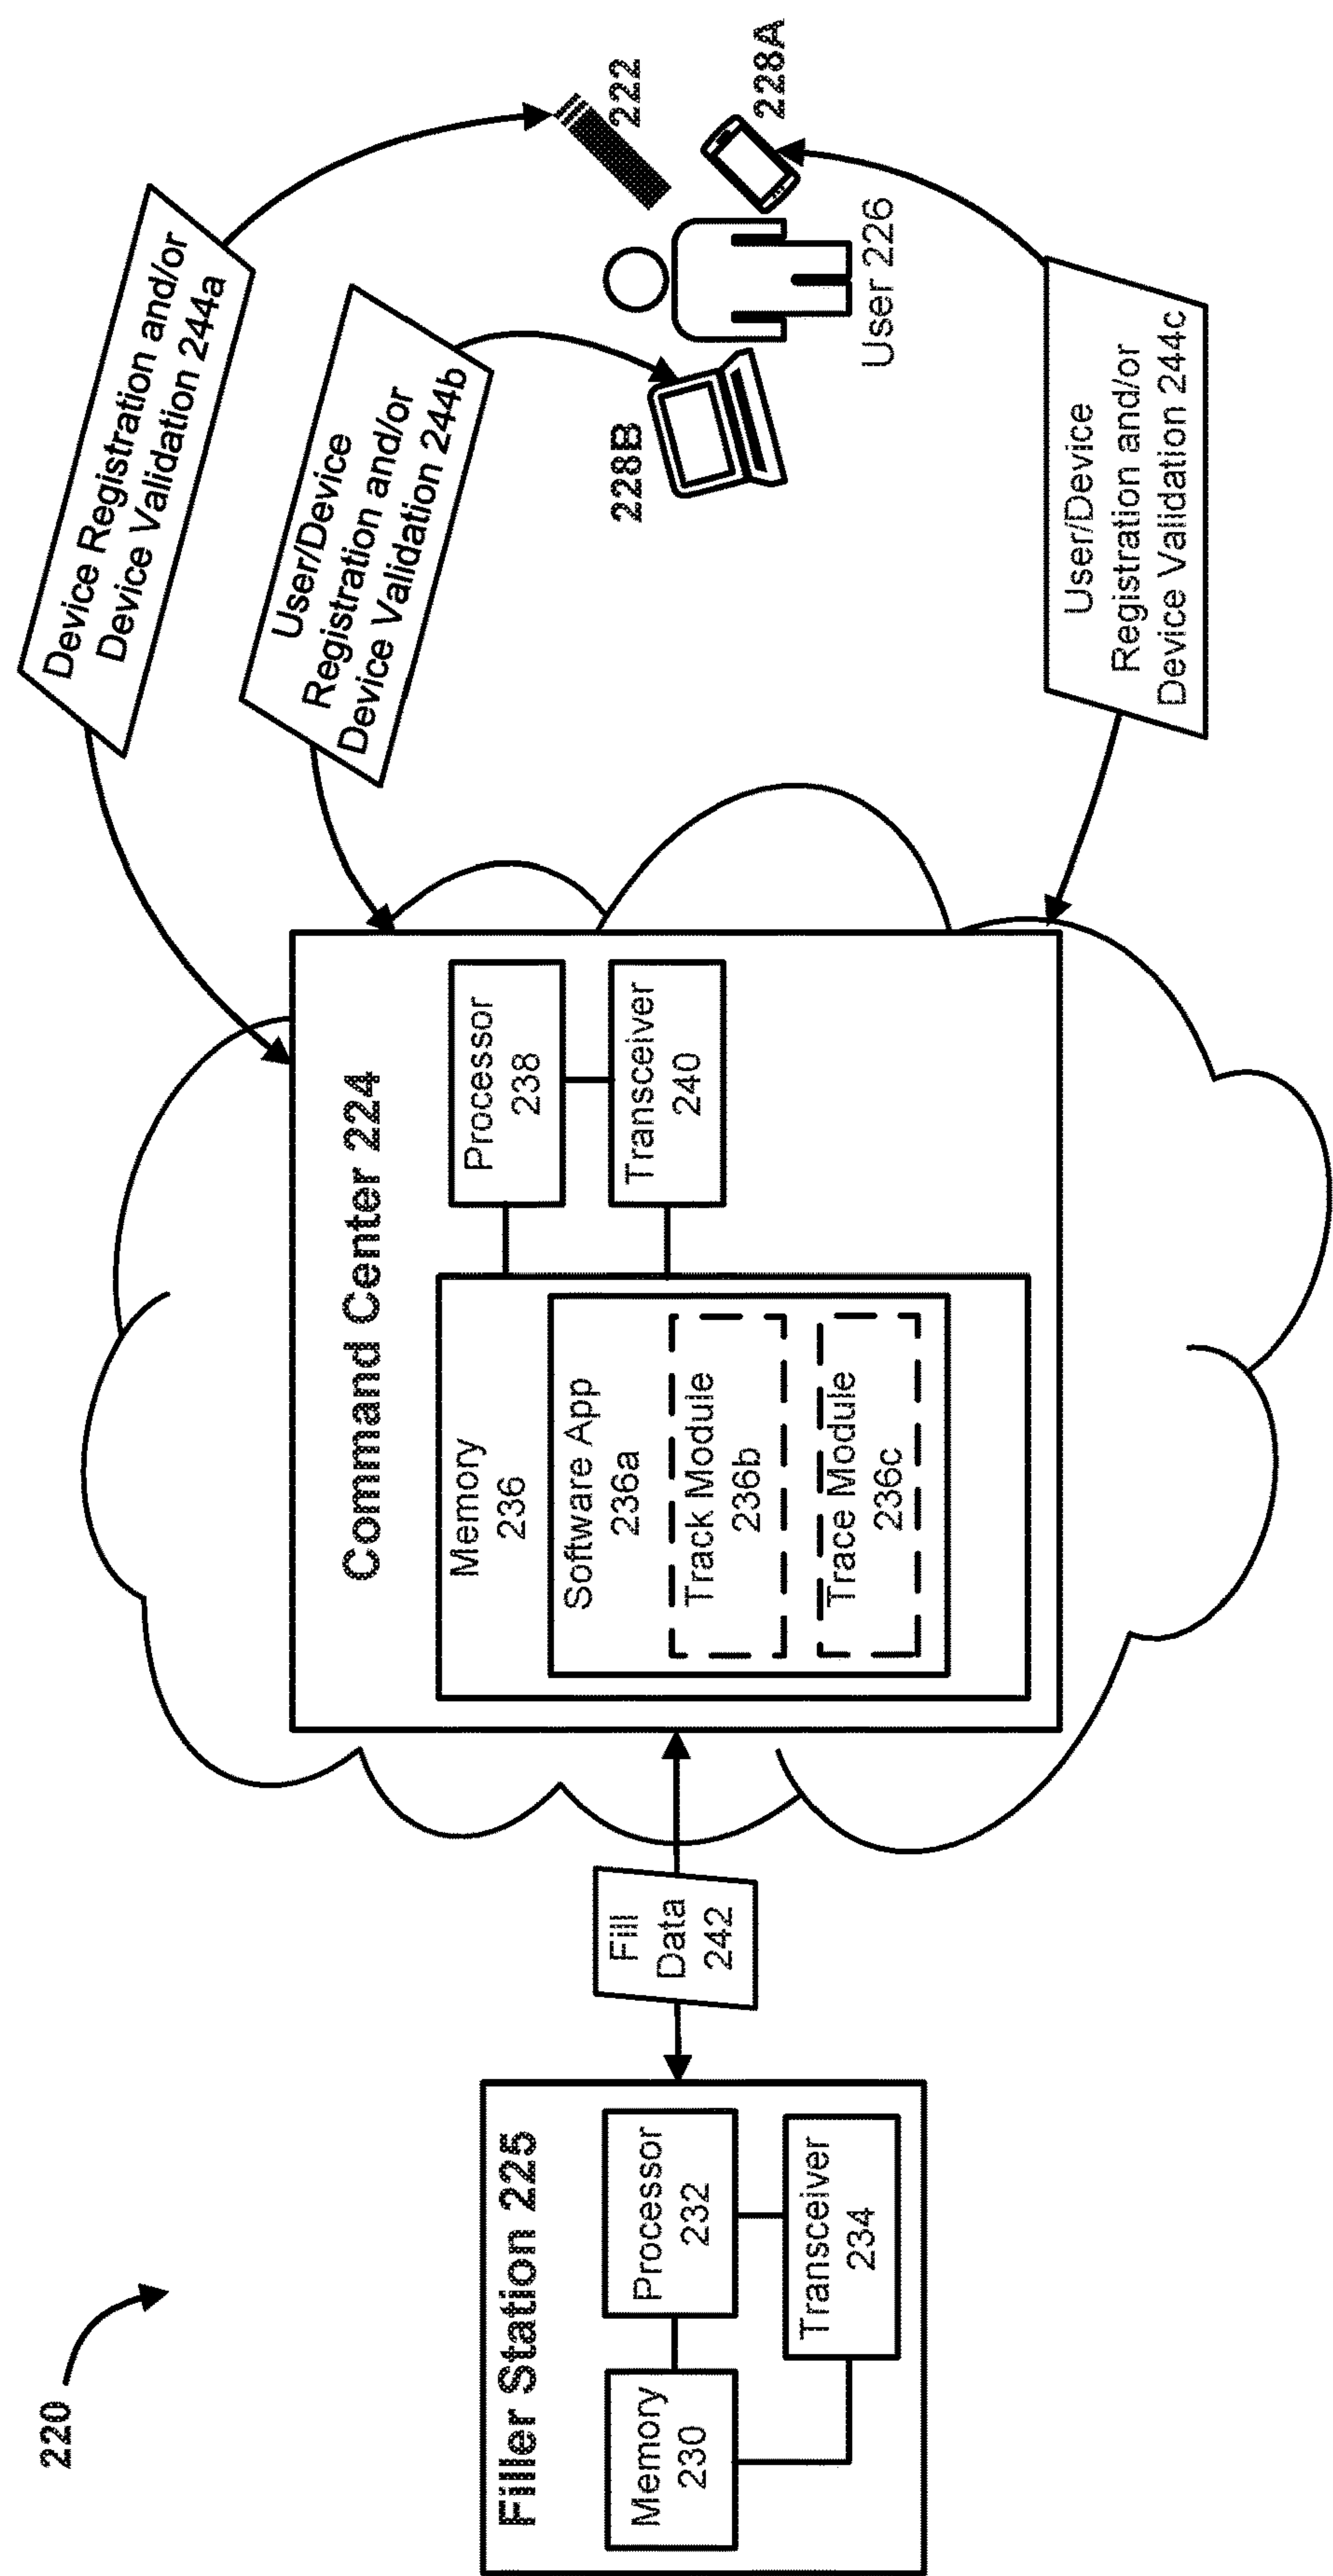 220
Filler Station 225
Memory
230
Processor
232
Transceiver
234
Fill
Data
242
Command Center 224
Memory
236
Software App
236a
Track Module
236b
Trace Module
236c
Processor
238
Transceiver
240
Device Registration and/or
Device Validation 244a
User/Device
Registration and/or
Device Validation 244b
User/Device
Registration and/or
Device Validation 244c
228B
222
228A
User 226